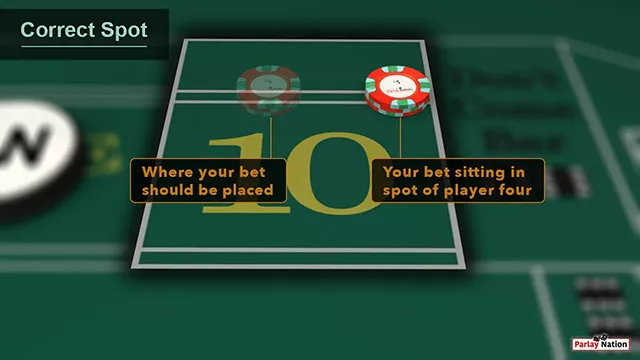 Correct Spot
Where your bet
should be placed
Your bet sitting in
spot of player four
10
Bar
Parlay Nation